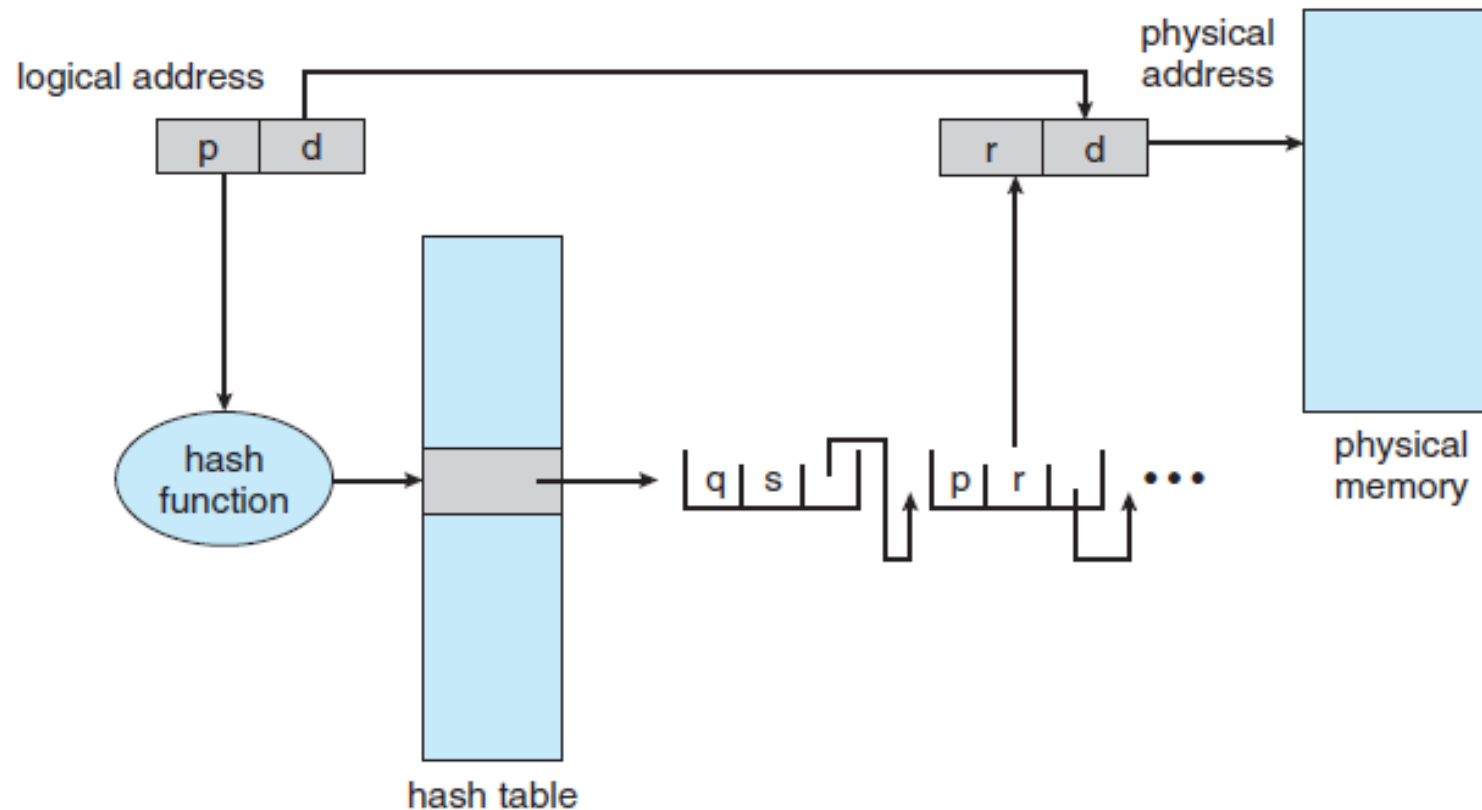 logical address
p d
physical
address
r d
hash
function
q s
p r
•••
physical
memory
hash table